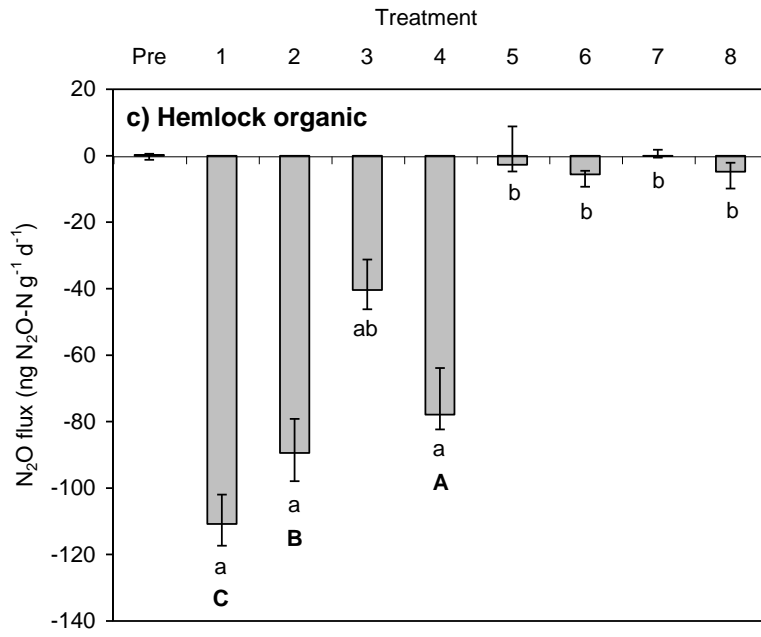 Treatment
Pre 1 2 3 4 5 6 7 8
20
c) Hemlock organic
0
-20
-40
-60
-80
-100
-120
-140
N₂O flux (ng N₂O-N g⁻¹ d⁻¹)
b b b b
ab
a
A
a
B
a
C